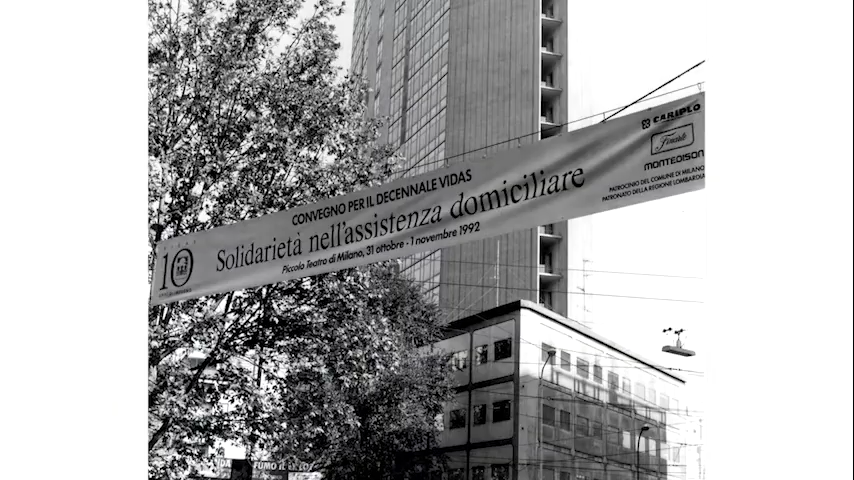 CONVEGNO PER IL DECENNALE VIDAS
Solidarietà nell'assistenza domiciliare
Piccolo Teatro di Milano, 31 ottobre - 1 novembre 1992
10
CARIPLO
MONTEDISON
PATROCINIO DEL COMUNE DI MILANO
PATRONATO DELLA REGIONE LOMBARDIA
FUMO